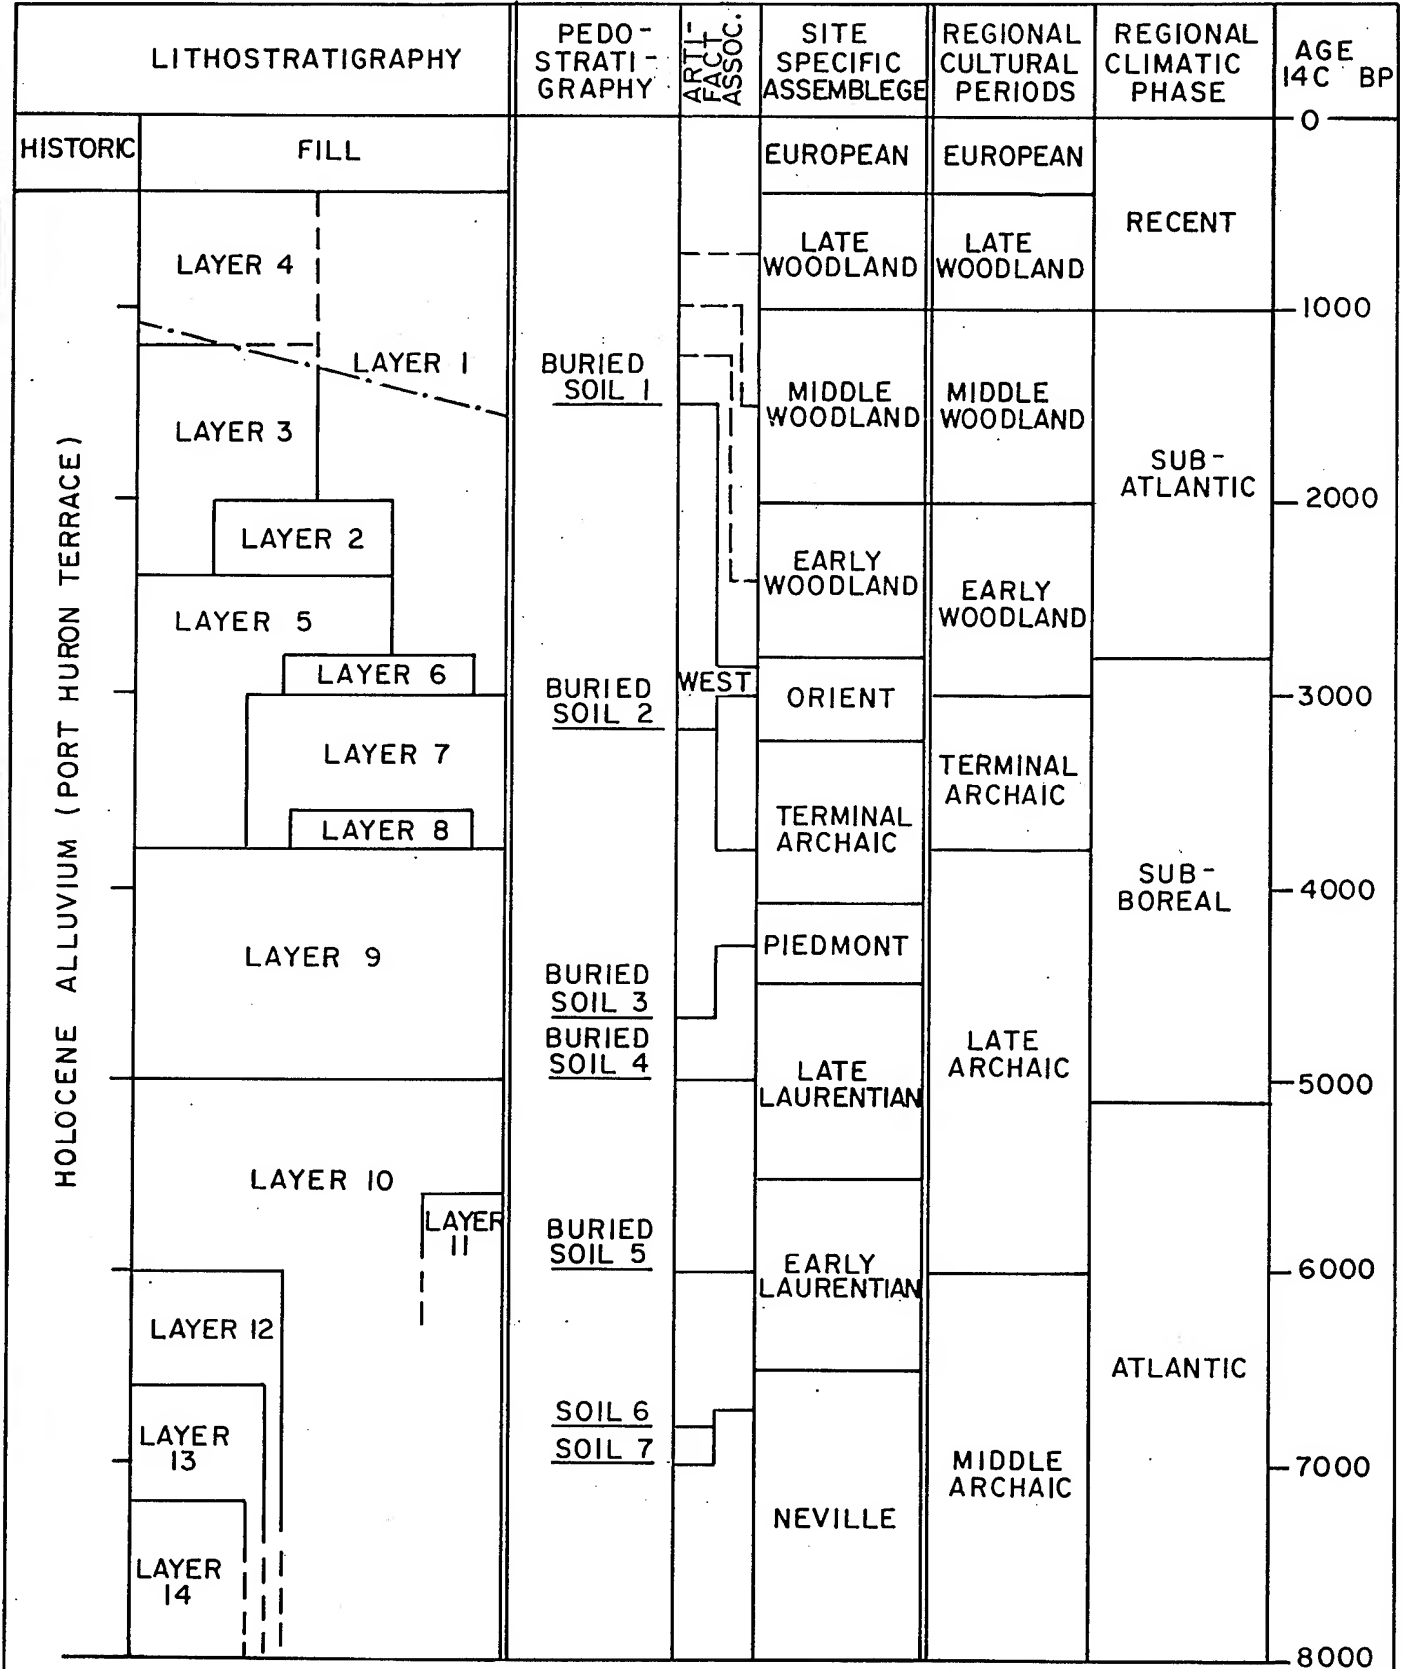 LITHOSTRATIGRAPHY
PEDO-
STRATI-
GRAPHY
ARTI-
FACT
ASSOC.
SITE
SPECIFIC
ASSEMBLEGE
REGIONAL
CULTURAL
PERIODS
REGIONAL
CLIMATIC
PHASE
AGE
14C BP
HISTORIC
FILL
HOLOCENE ALLUVIUM (PORT HURON TERRACE)
LAYER 4
LAYER 1
LAYER 3
LAYER 2
LAYER 5
LAYER 6
LAYER 7
LAYER 8
LAYER 9
LAYER 10
LAYER
11
LAYER 12
LAYER
13
LAYER
14
BURIED
SOIL 1
BURIED
SOIL 2
BURIED
SOIL 3
BURIED
SOIL 4
BURIED
SOIL 5
SOIL 6
SOIL 7
WEST
EUROPEAN
LATE
WOODLAND
MIDDLE
WOODLAND
EARLY
WOODLAND
ORIENT
TERMINAL
ARCHAIC
PIEDMONT
LATE
LAURENTIAN
EARLY
LAURENTIAN
NEVILLE
EUROPEAN
LATE
WOODLAND
MIDDLE
WOODLAND
EARLY
WOODLAND
TERMINAL
ARCHAIC
LATE
ARCHAIC
MIDDLE
ARCHAIC
RECENT
SUB-
ATLANTIC
SUB-
BOREAL
ATLANTIC
0
1000
2000
3000
4000
5000
6000
7000
8000